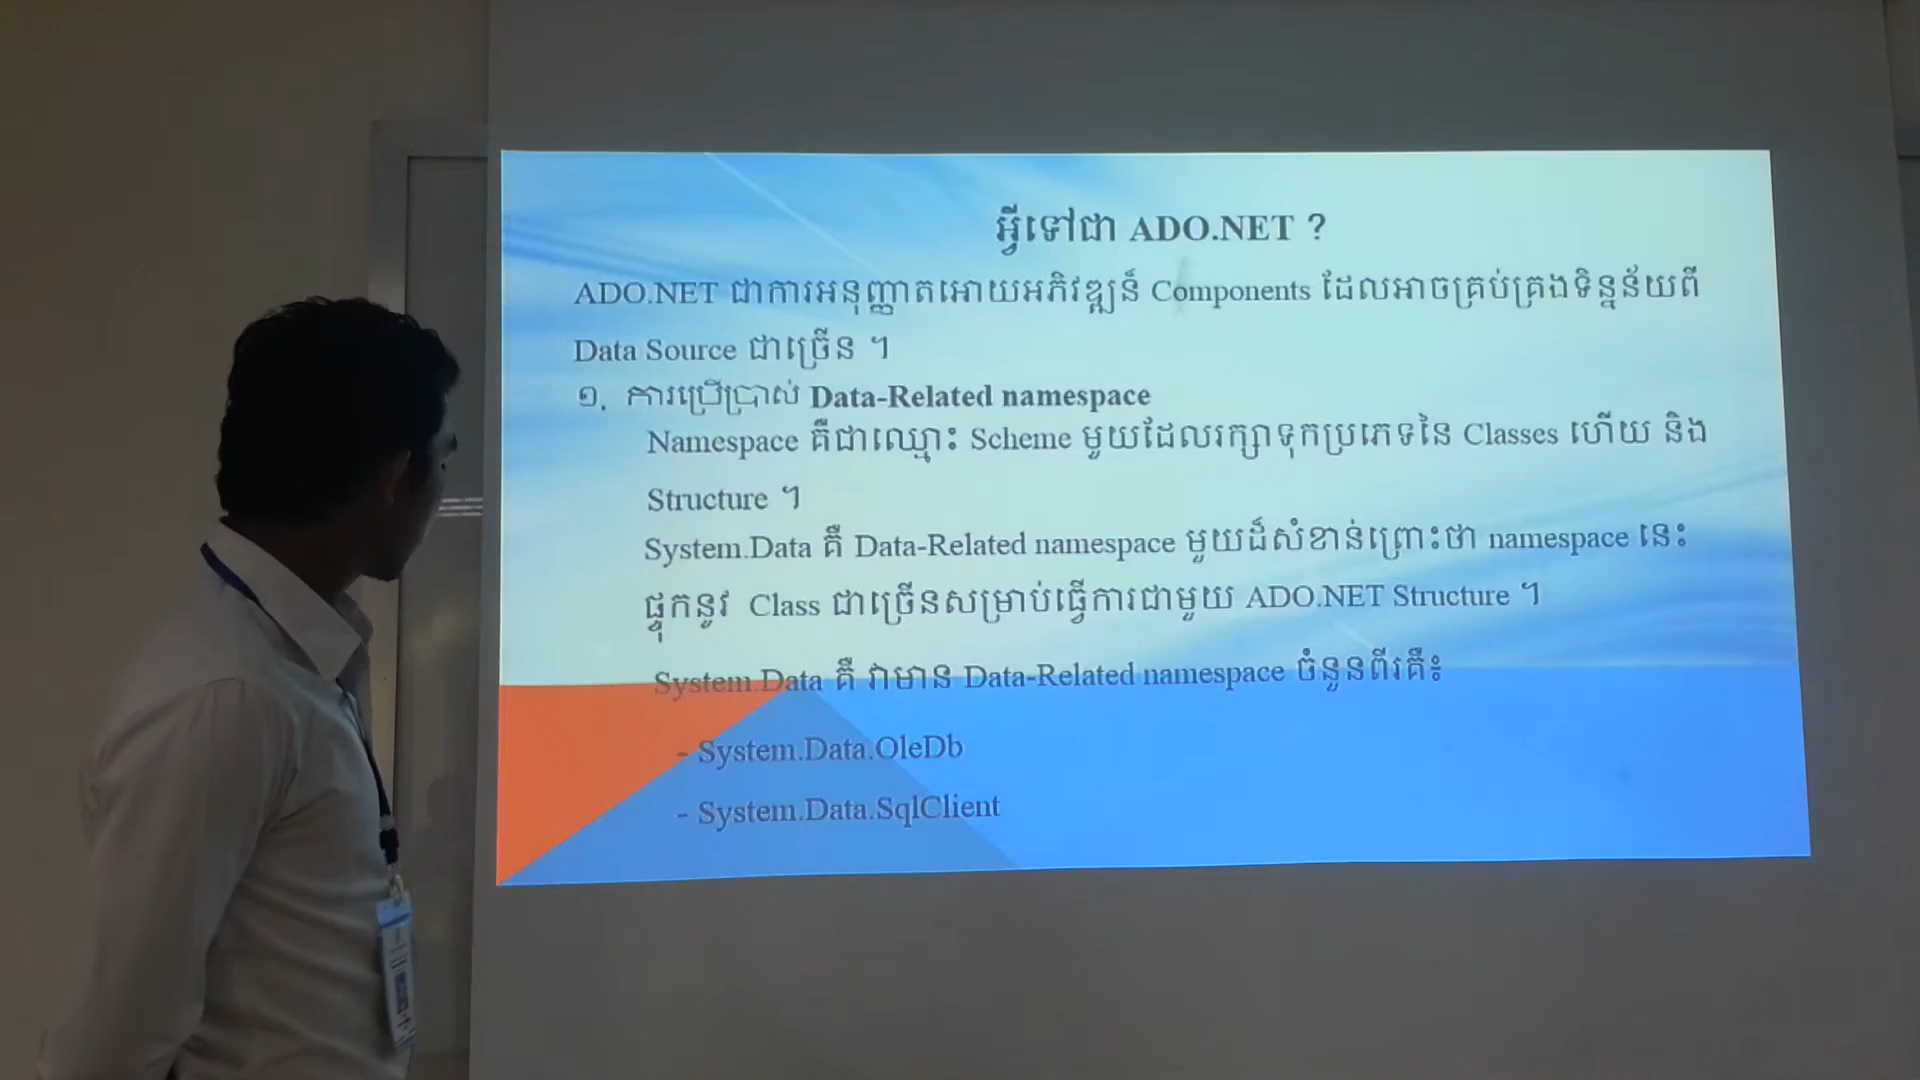 អ្វីទៅជា ADO.NET ?
ADO.NET ជាការអនុញ្ញាតអោយអភិវឌ្ឍន៍ Components ដែលអាចគ្រប់គ្រងទិន្នន័យពី
Data Source ជាច្រើន ។
១. ការប្រើប្រាស់ Data-Related namespace
Namespace គឺជាឈ្មោះ Scheme មួយដែលរក្សាទុកប្រភេទនៃ Classes ហើយ និង
Structure ។
System.Data គឺ Data-Related namespace មួយដ៏សំខាន់ព្រោះថា namespace នេះ
ផ្ទុកនូវ Class ជាច្រើនសម្រាប់ធ្វើការជាមួយ ADO.NET Structure ។
System.Data គឺ វាមាន Data-Related namespace ចំនួនពីរគឺ៖
- System.Data.OleDb
- System.Data.SqlClient